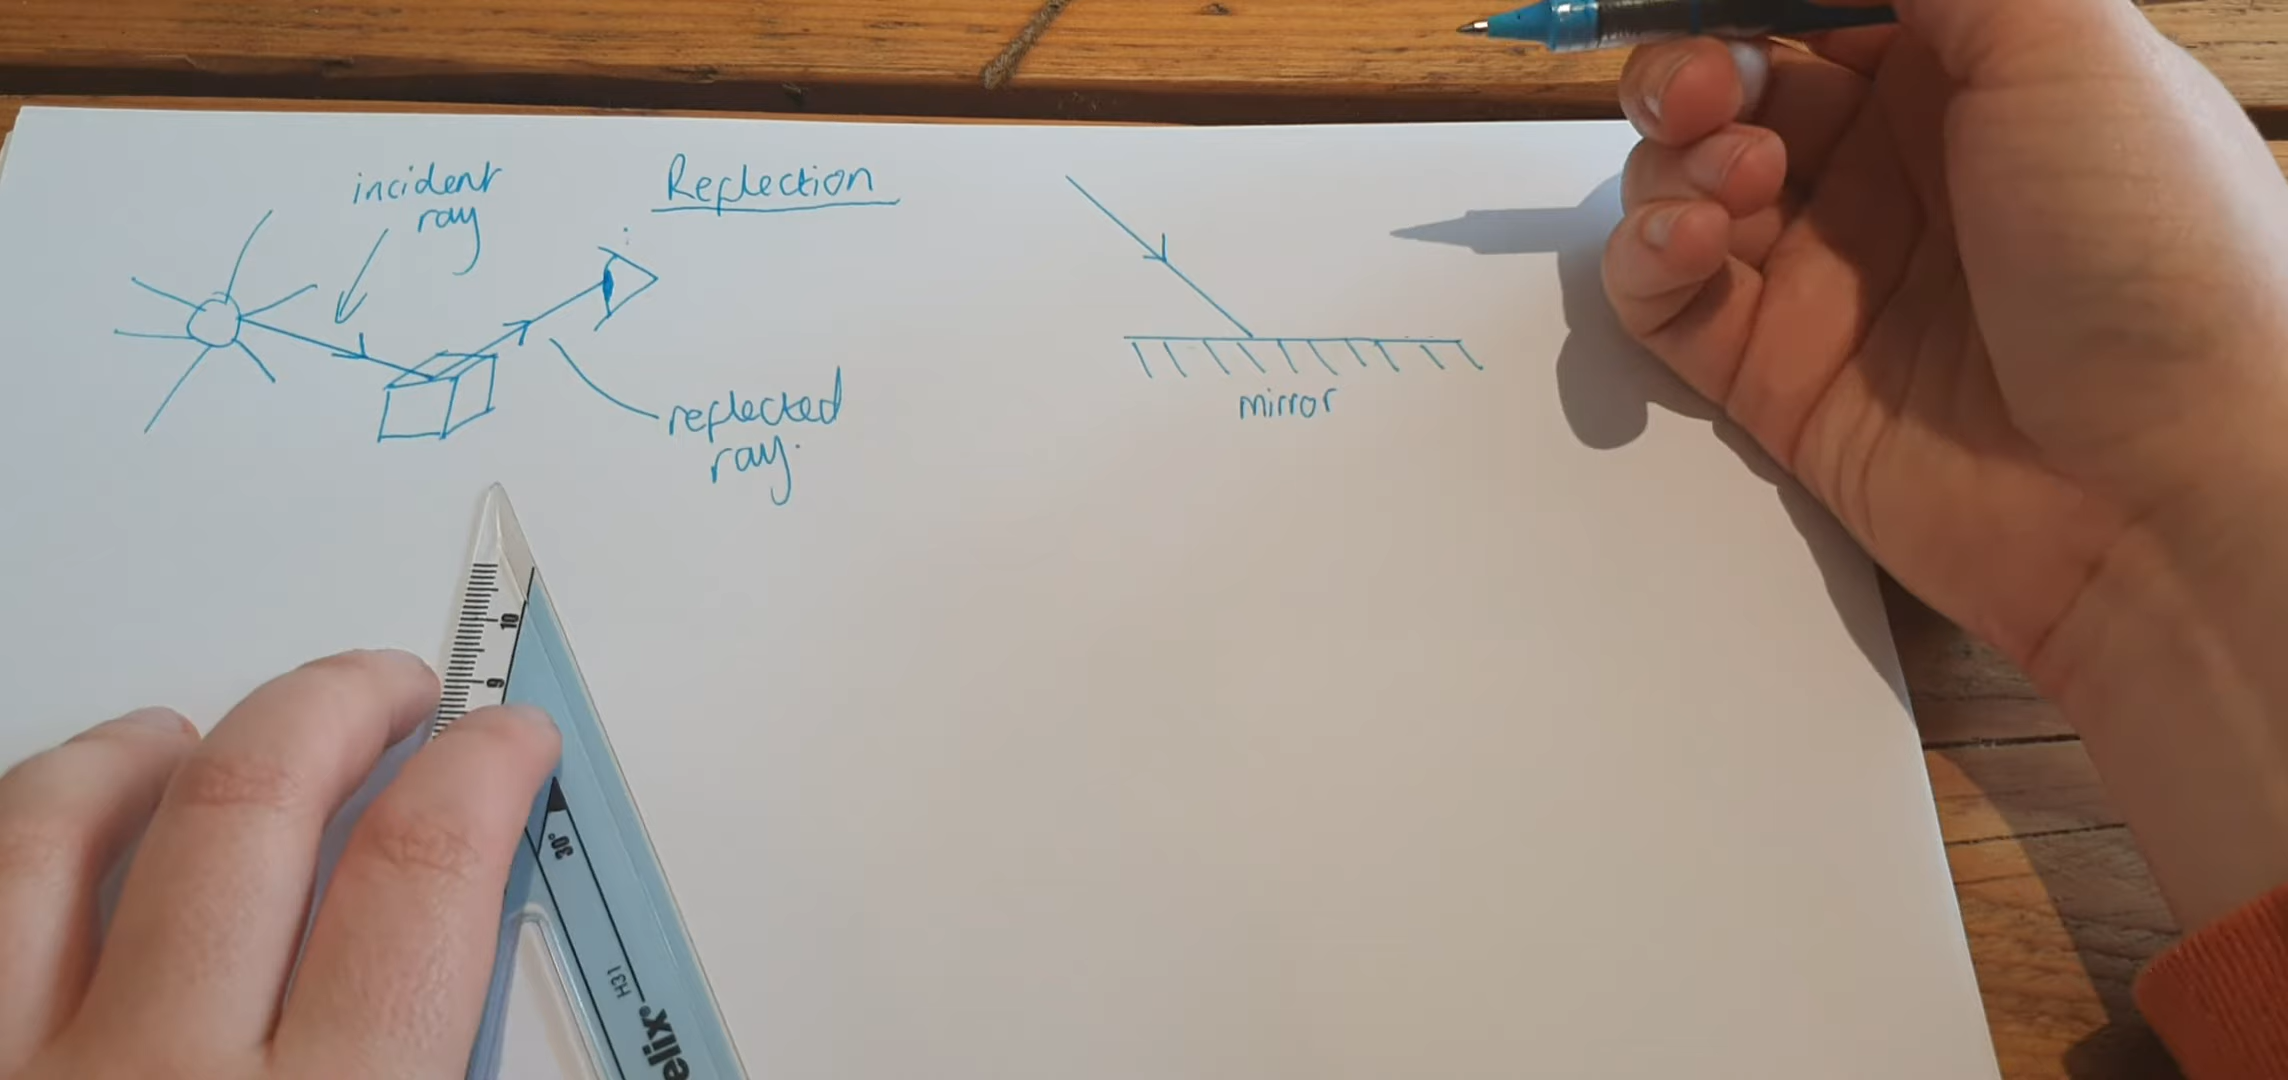 incident
ray
Reflection
reflected
ray.
mirror
10
9
30°
H31
elix®